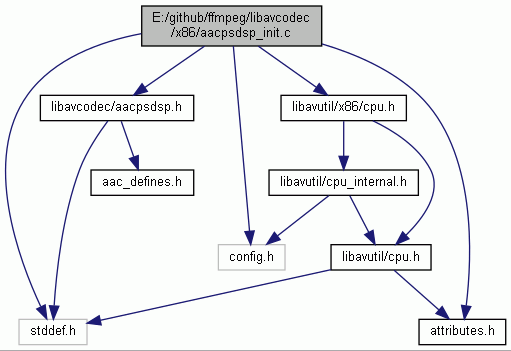 E:/github/ffmpeg/libavcodec
/x86/aacpsdsp_init.c
libavcodec/aacpsdsp.h
libavutil/x86/cpu.h
aac_defines.h
libavutil/cpu_internal.h
config.h
libavutil/cpu.h
stddef.h
attributes.h